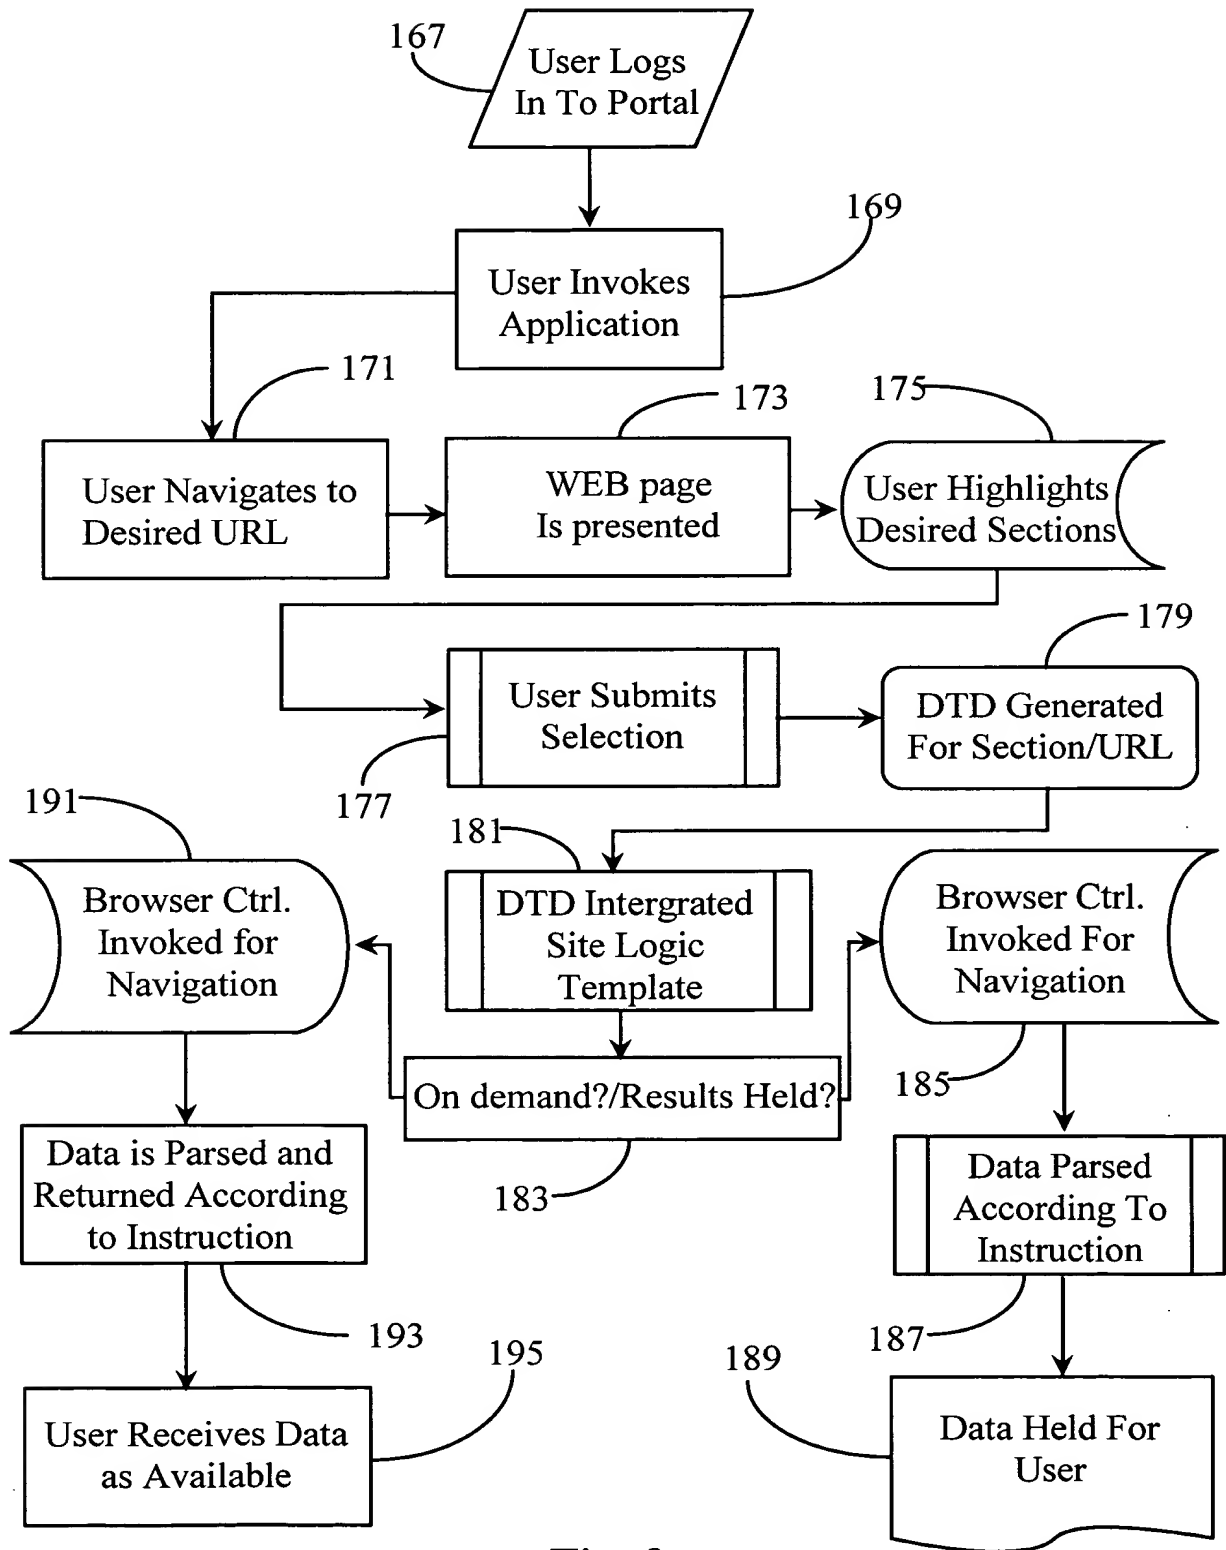 167
User Logs
In To Portal
169
User Invokes
Application
171
173
175
User Navigates to
Desired URL
WEB page
Is presented
User Highlights
Desired Sections
179
User Submits
Selection
DTD Generated
For Section/URL
177
191
181
Browser Ctrl.
Invoked for
Navigation
DTD Intergrated
Site Logic
Template
Browser Ctrl.
Invoked For
Navigation
On demand?/Results Held?
185
183
Data is Parsed and
Returned According
to Instruction
Data Parsed
According To
Instruction
193
187
195
189
User Receives Data
as Available
Data Held For
User